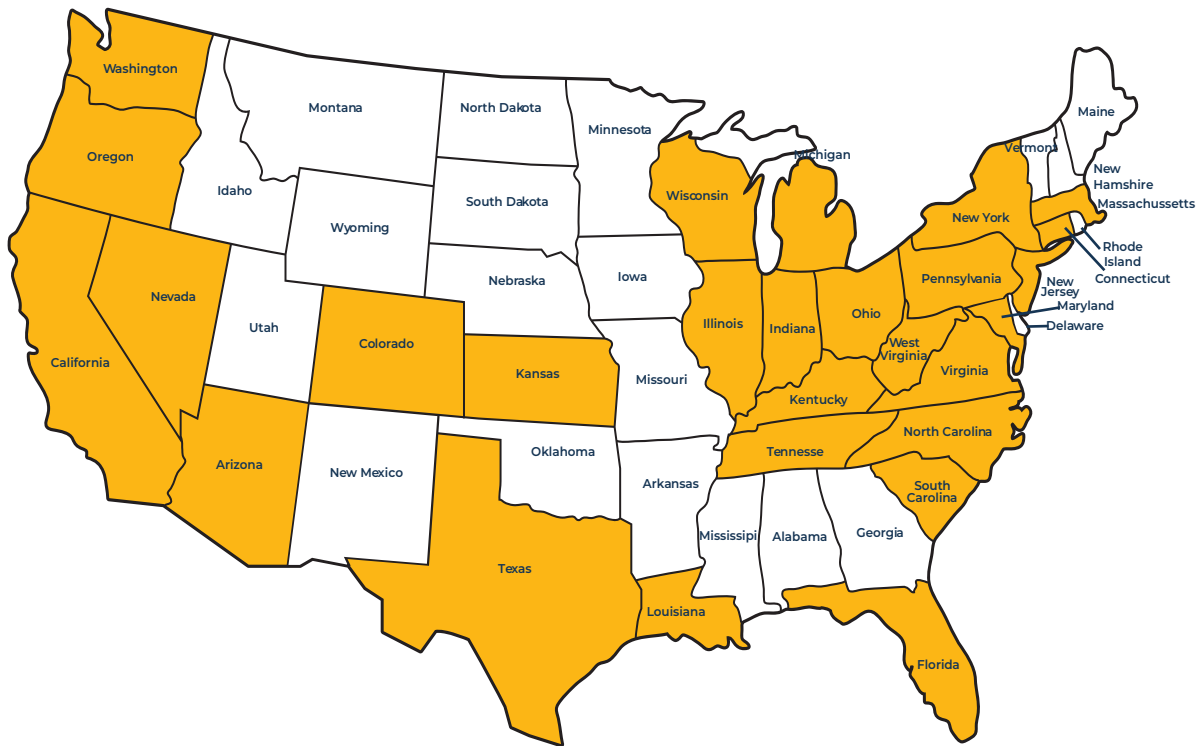 Washington
Montana
North Dakota
Minnesota
Maine
Oregon
Idaho
Vermont
Michigan
New
Hamshire
Wisconsin
South Dakota
Massachussetts
Wyoming
New York
Rhode
Island
Connecticut
Nebraska
Iowa
Pennsylvania
New
Jersey
Maryland
Nevada
Utah
Illinois
Indiana
Ohio
Delaware
California
Colorado
Kansas
Missouri
West
Virginia
Virginia
Kentucky
Arizona
New Mexico
Oklahoma
Tennesse
North Carolina
Arkansas
South
Carolina
Texas
Mississipi
Alabama
Georgia
Louisiana
Florida